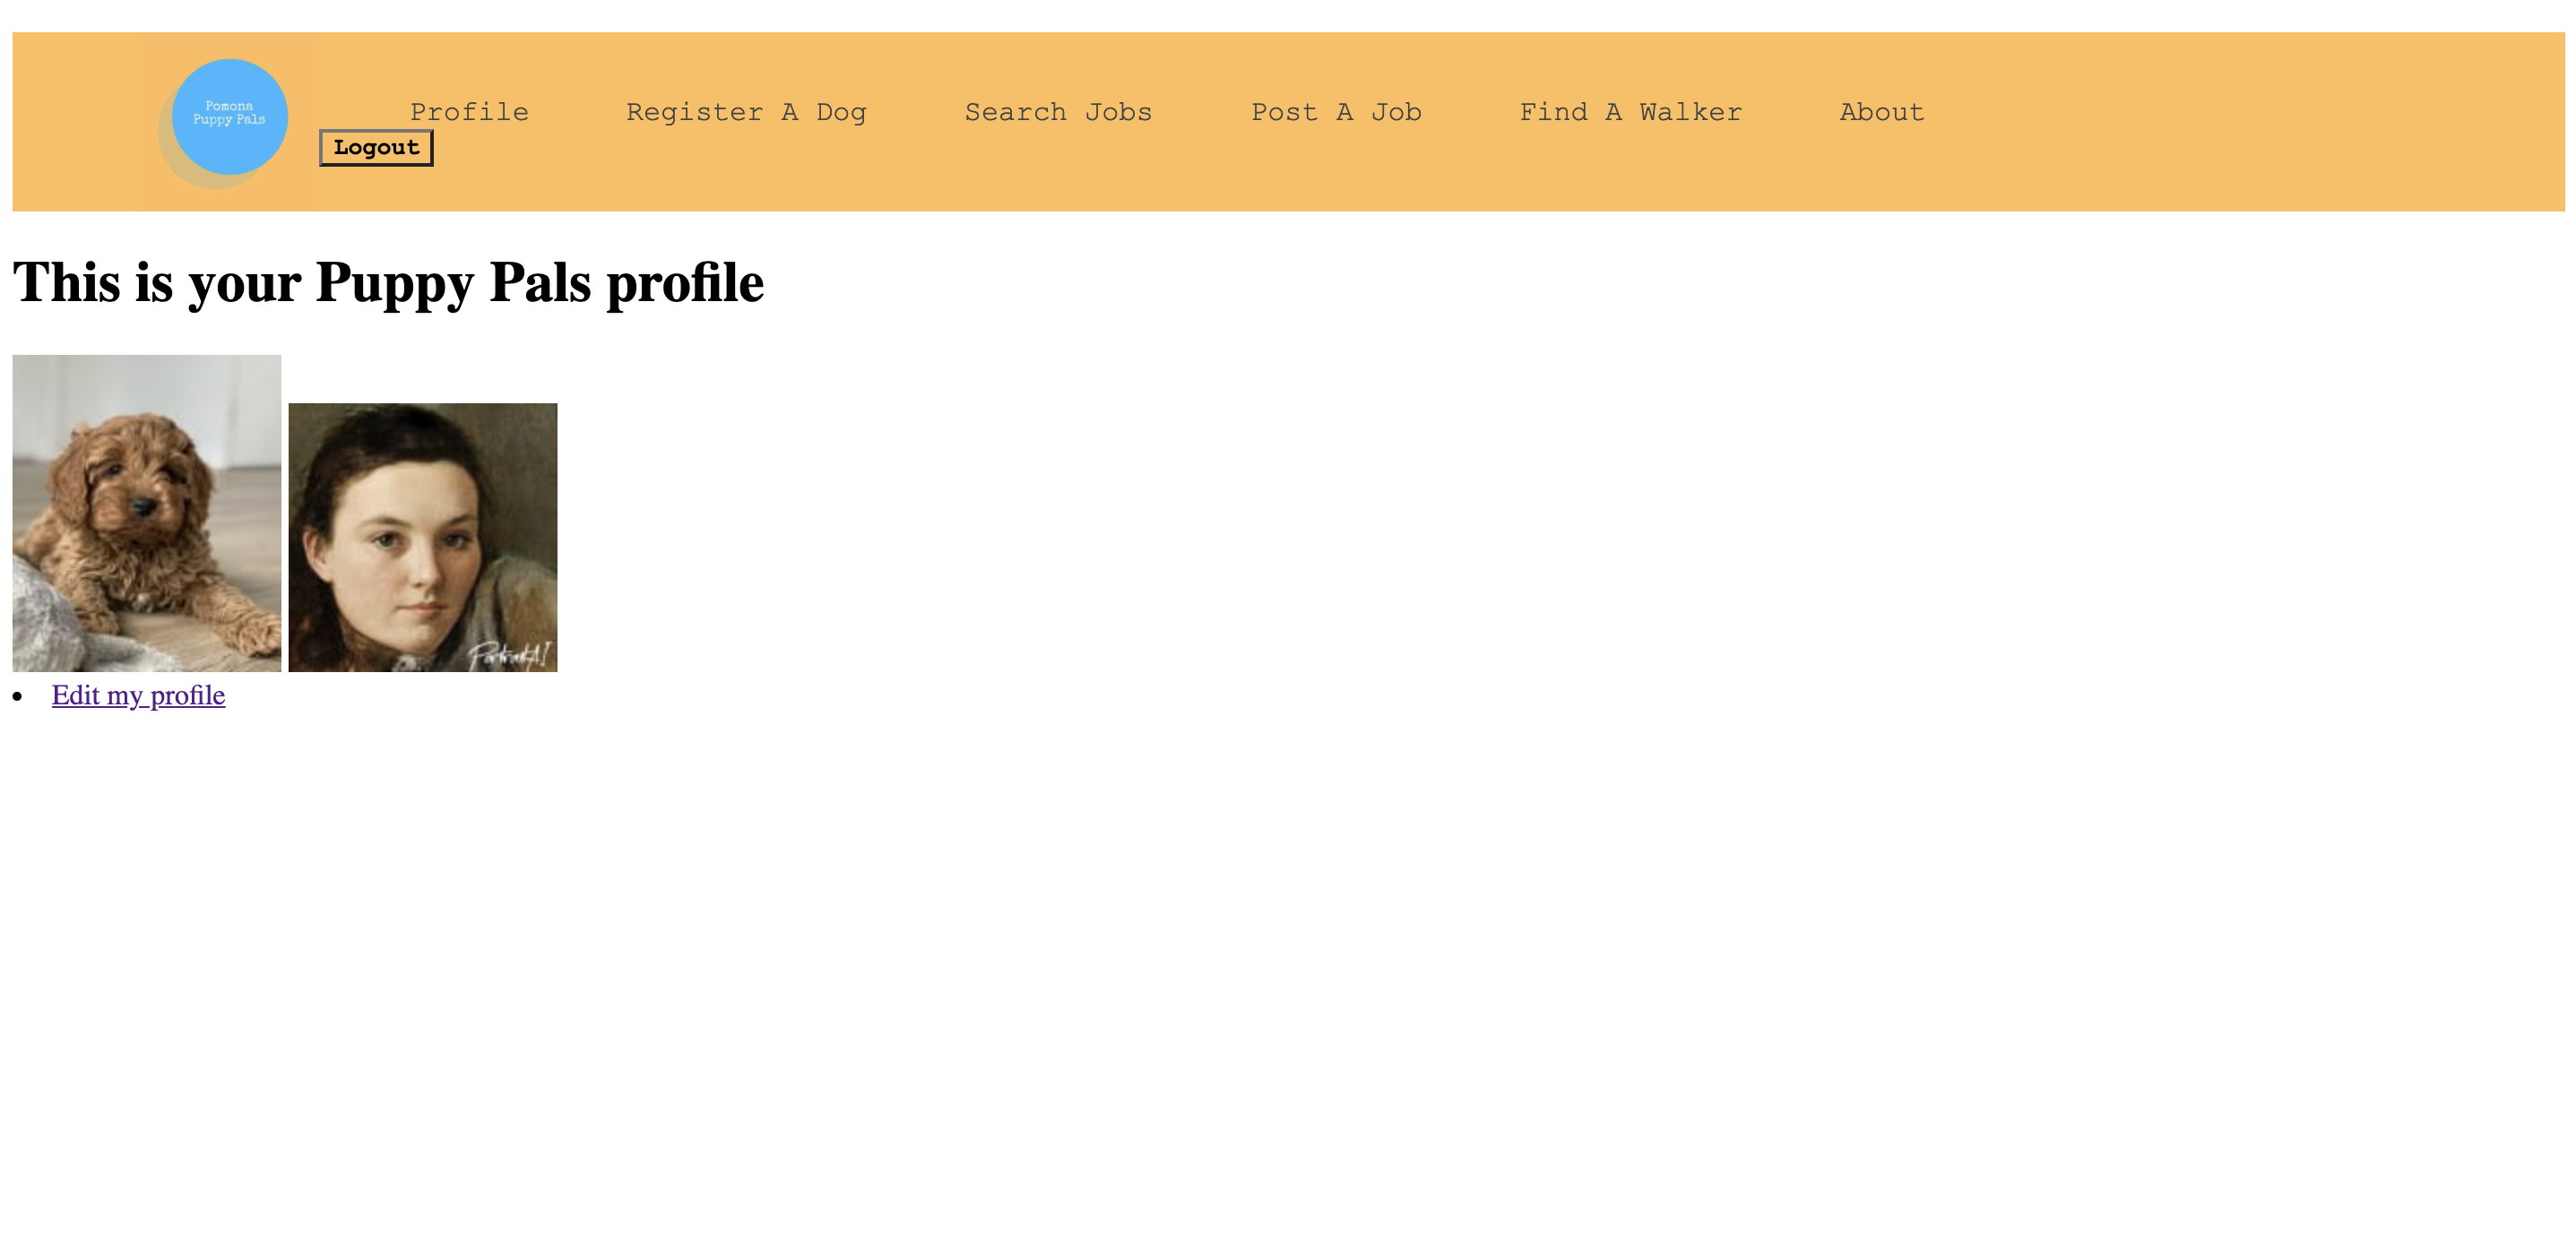 Pomona
Puppy Pals
Profile Register A Dog Search Jobs Post A Job Find A Walker About
Logout
This is your Puppy Pals profile
PortraitAI
Edit my profile